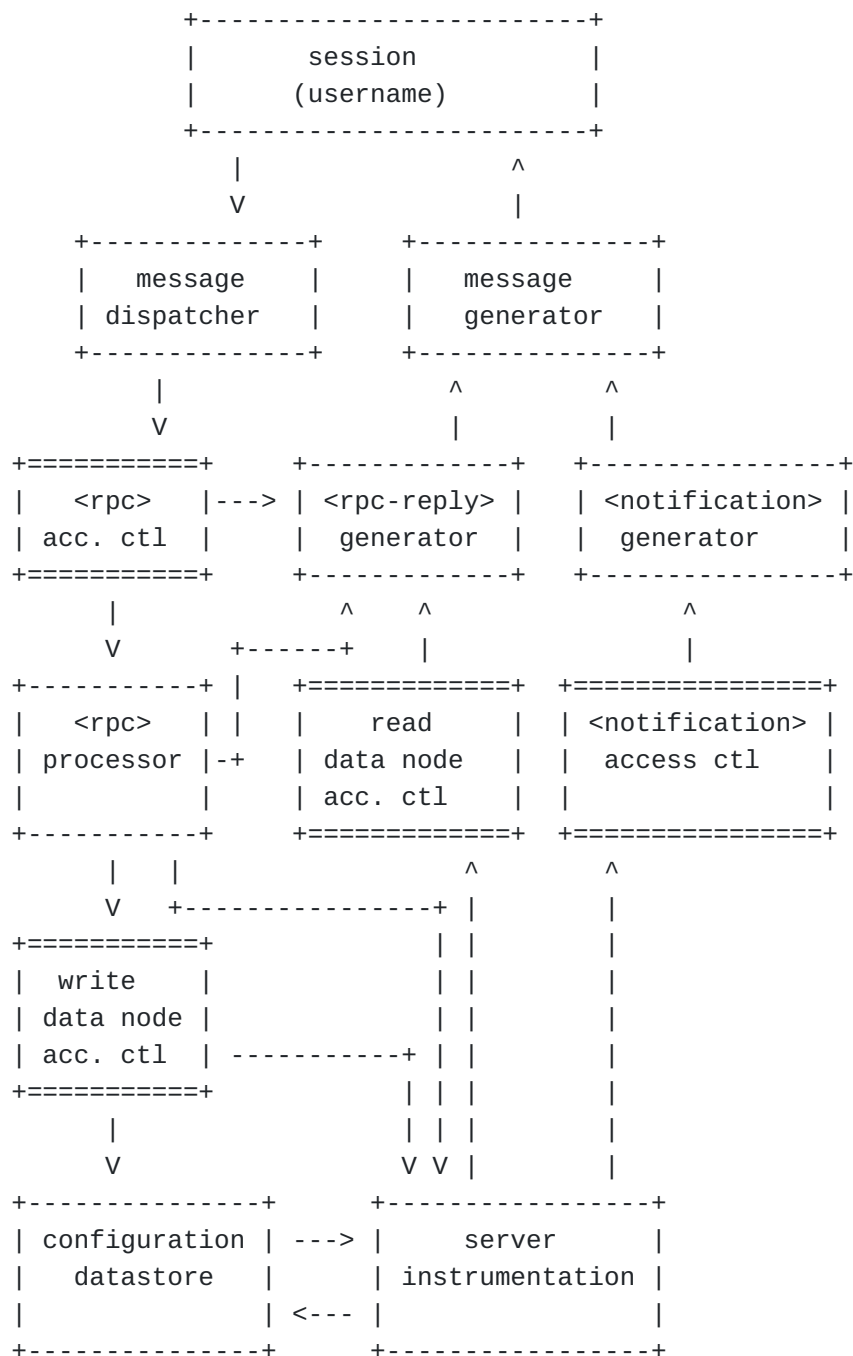 session
(username)
message message
dispatcher generator
<rpc> <rpc-reply> <notification>
acc. ctl generator generator
<rpc> read <notification>
processor data node access ctl
acc. ctl
write
data node
acc. ctl
configuration server
datastore instrumentation